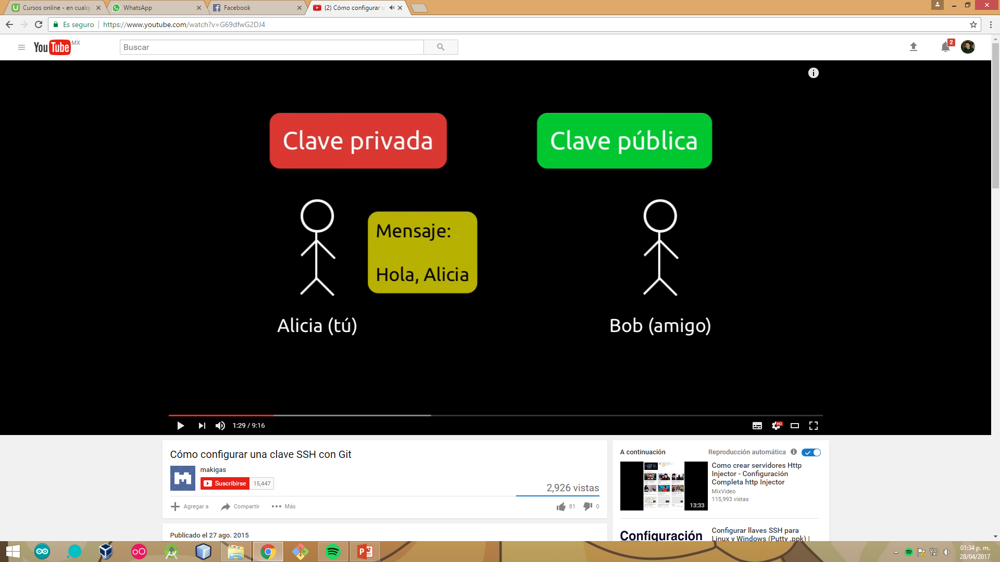 Cursos online - en cualqu
WhatsApp
Facebook
(2) Cómo configurar u
Es seguro
https://www.youtube.com/watch?v=G69dfwG2DJ4
YouTube MX
Buscar
2
Clave privada
Clave pública
Mensaje:
Hola, Alicia
Alicia (tú)
Bob (amigo)
1:29 / 9:16
HD
Cómo configurar una clave SSH con Git
makigas
Suscribirse 15,447
2,926 vistas
Agregar a
Compartir
Más
81
0
Publicado el 27 ago. 2015
A continuación
Reproducción automática
13:33
Como crear servidores Http
Injector - Configuración
Completa http Injector
MixVideo
115,993 vistas
Configuración
Configurar llaves SSH para
Linux y Windows (Putty .ppk) |
01:34 p. m.
28/04/2017